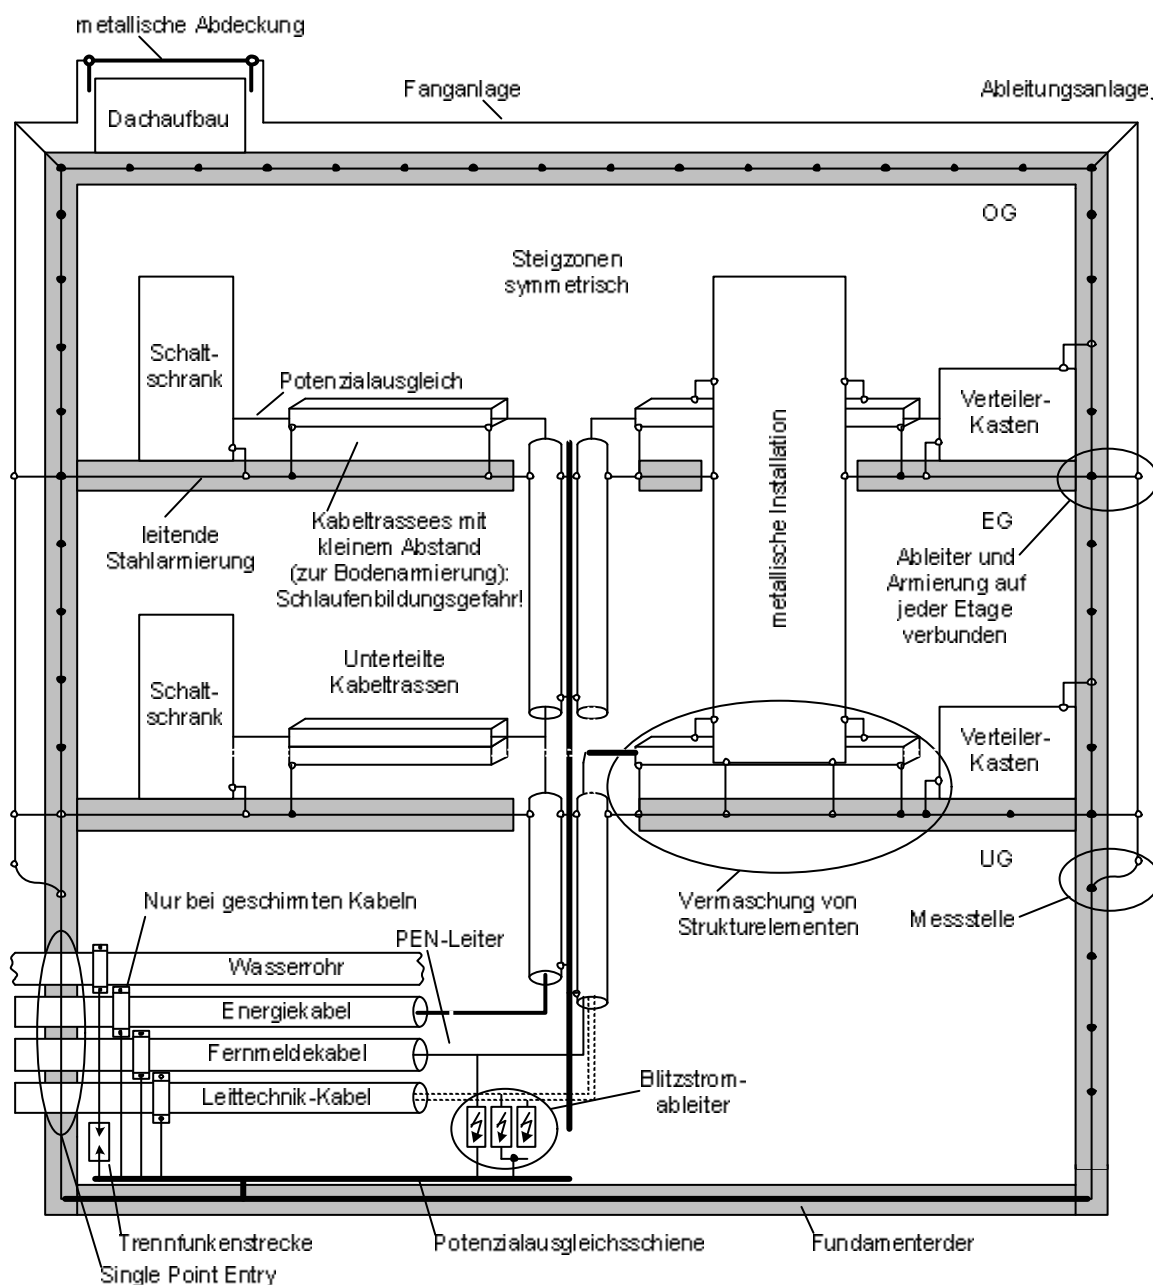 metallische Abdeckung
Fanganlage
Ableitungsanlage
Dachaufbau
OG
Steigzonen
symmetrisch
Schalt-
schrank
Potenzialausgleich
metallische Installation
Verteiler-
Kasten
leitende
Stahlarmierung
Kabeltrassees mit
kleinem Abstand
(zur Bodenarmierung):
Schlaufenbildungsgefahr!
EG
Ableiter und
Armierung auf
jeder Etage
verbunden
Schalt-
schrank
Unterteilte
Kabeltrassen
Verteiler-
Kasten
UG
Nur bei geschirmten Kabeln
PEN-Leiter
Vermaschung von
Strukturelementen
Messstelle
Wasserrohr
Energiekabel
Fernmeldekabel
Leittechnik-Kabel
Blitzstrom-
ableiter
Trennfunkenstrecke
Potenzialausgleichsschiene
Fundamenterder
Single Point Entry